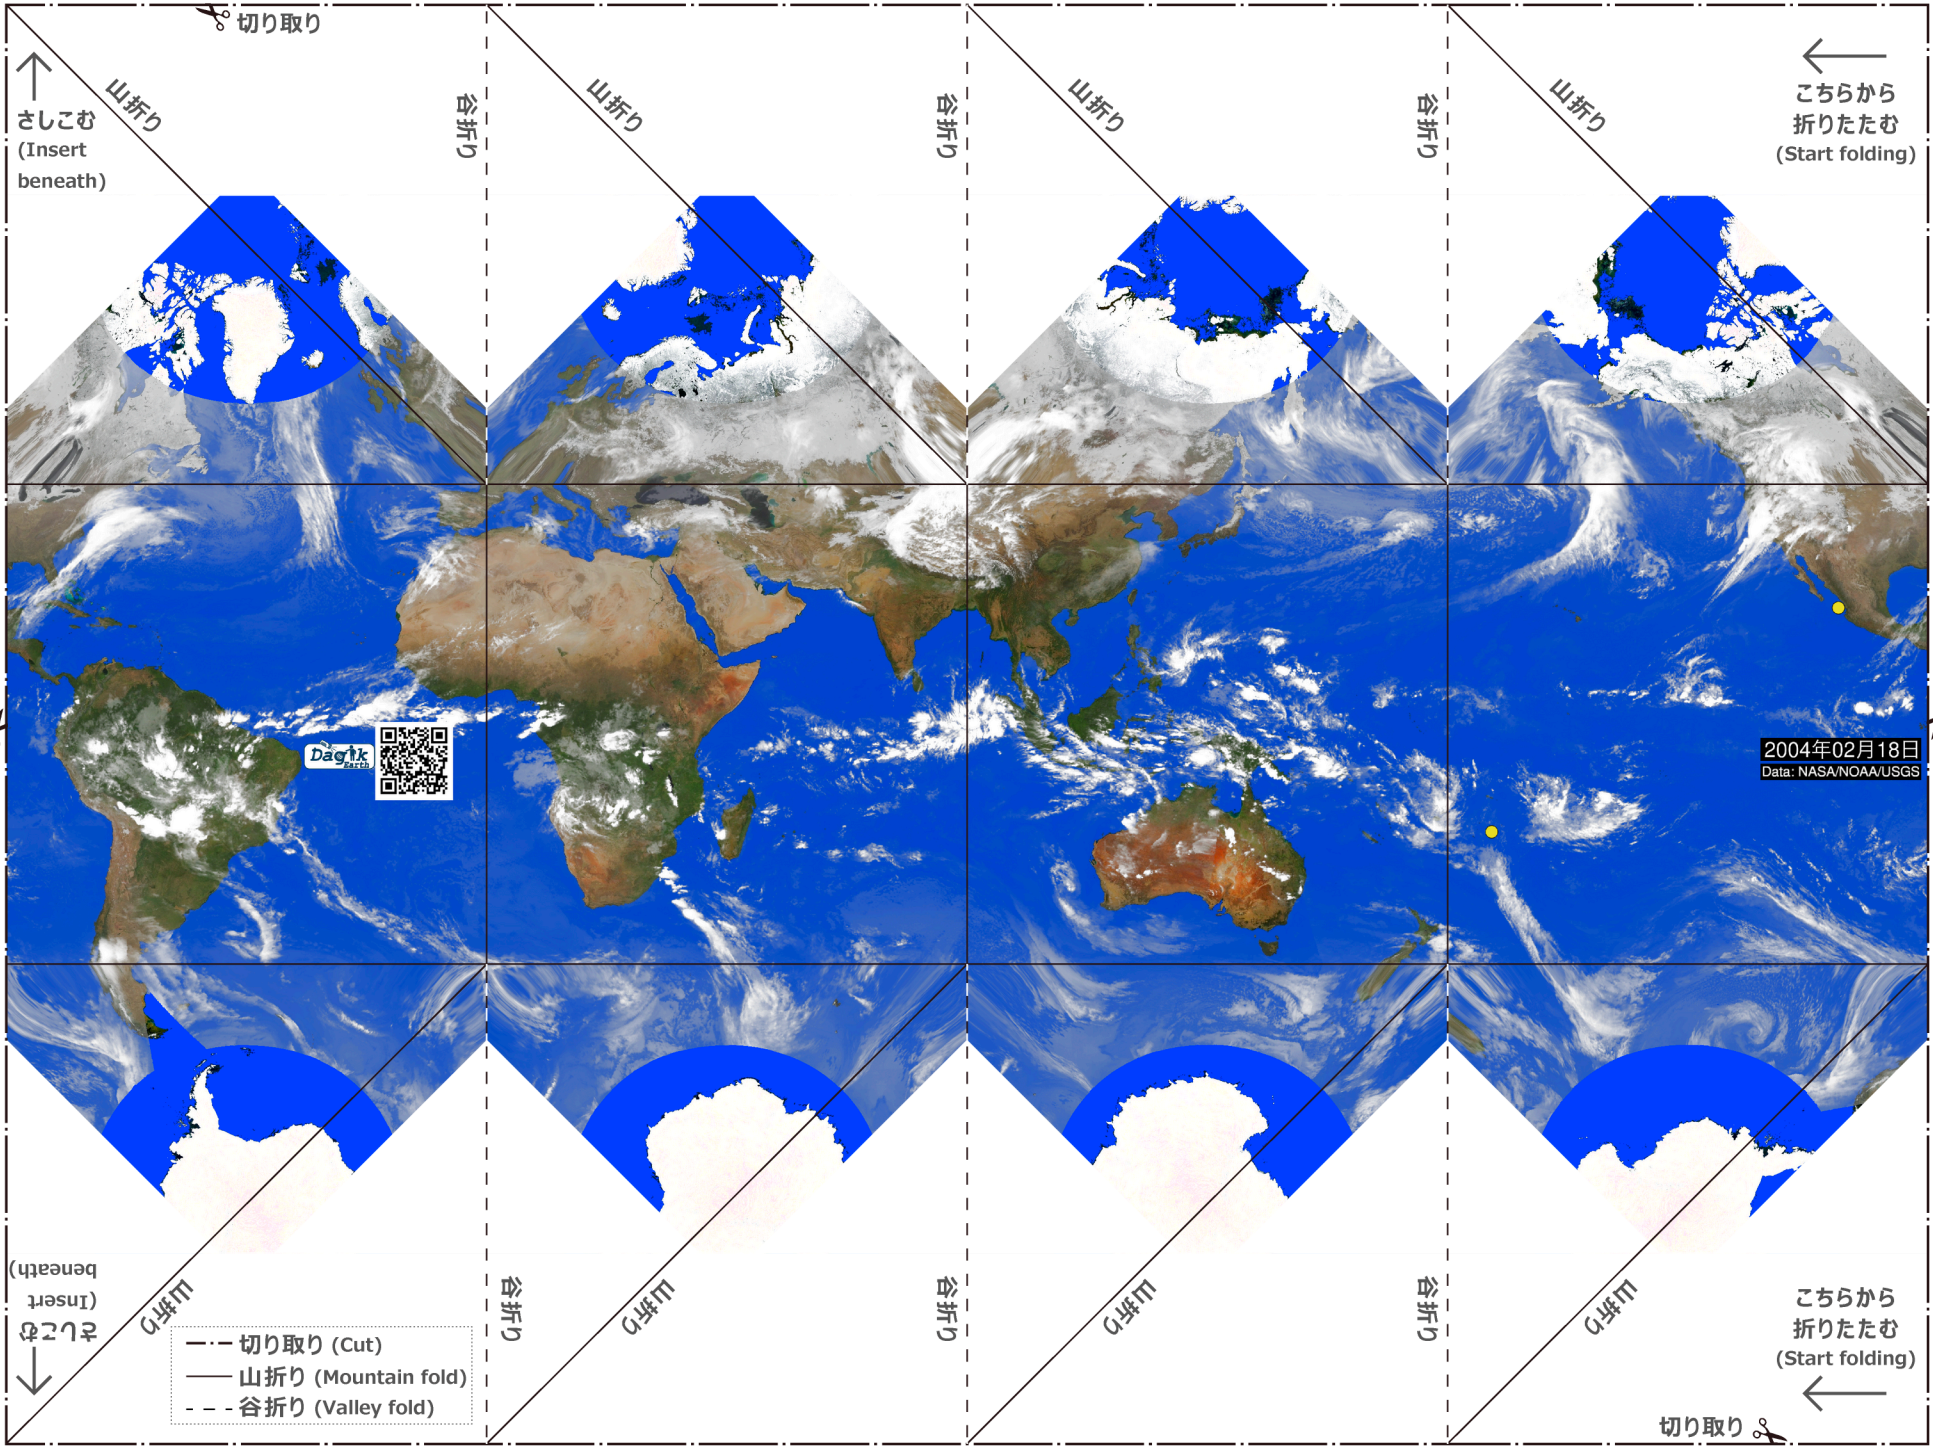 切り取り
山折り
谷折り
山折り
谷折り
山折り
谷折り
山折り
さしこむ
(Insert
beneath)
こちらから
折りたたむ
(Start folding)
Dagik
Earth
2004年02月18日
Data: NASA/NOAA/USGS
さしこむ
(Insert
beneath)
山折り
谷折り
山折り
谷折り
山折り
谷折り
山折り
こちらから
折りたたむ
(Start folding)
切り取り (Cut)
山折り (Mountain fold)
谷折り (Valley fold)
切り取り